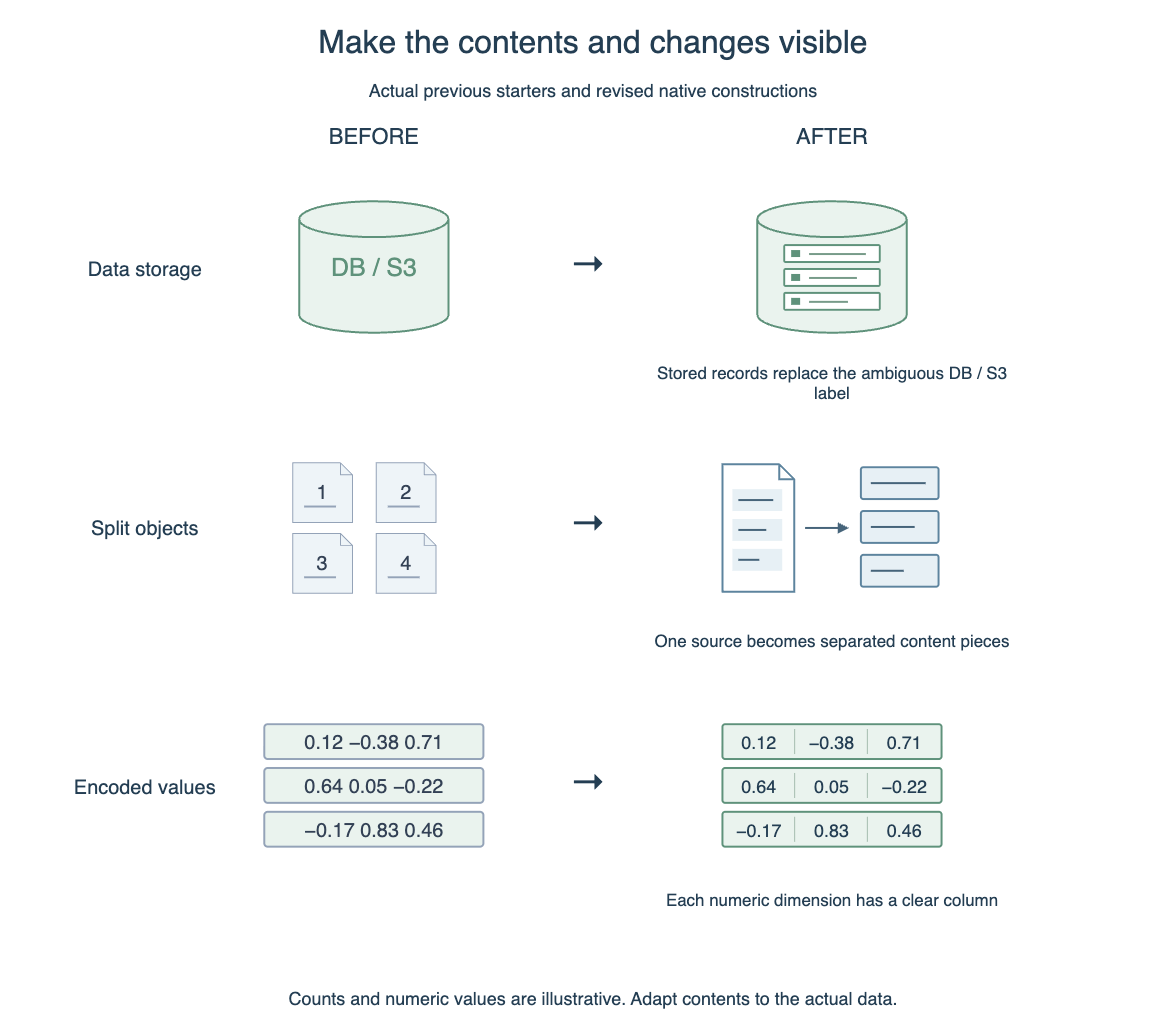 Make the contents and changes visible
Actual previous starters and revised native constructions
BEFORE
AFTER
Data storage
DB / S3
Stored records replace the ambiguous DB / S3
label
Split objects
1
2
3
4
One source becomes separated content pieces
Encoded values
0.12 −0.38 0.71
0.64 0.05 −0.22
−0.17 0.83 0.46
0.12 −0.38 0.71
0.64 0.05 −0.22
−0.17 0.83 0.46
Each numeric dimension has a clear column
Counts and numeric values are illustrative. Adapt contents to the actual data.